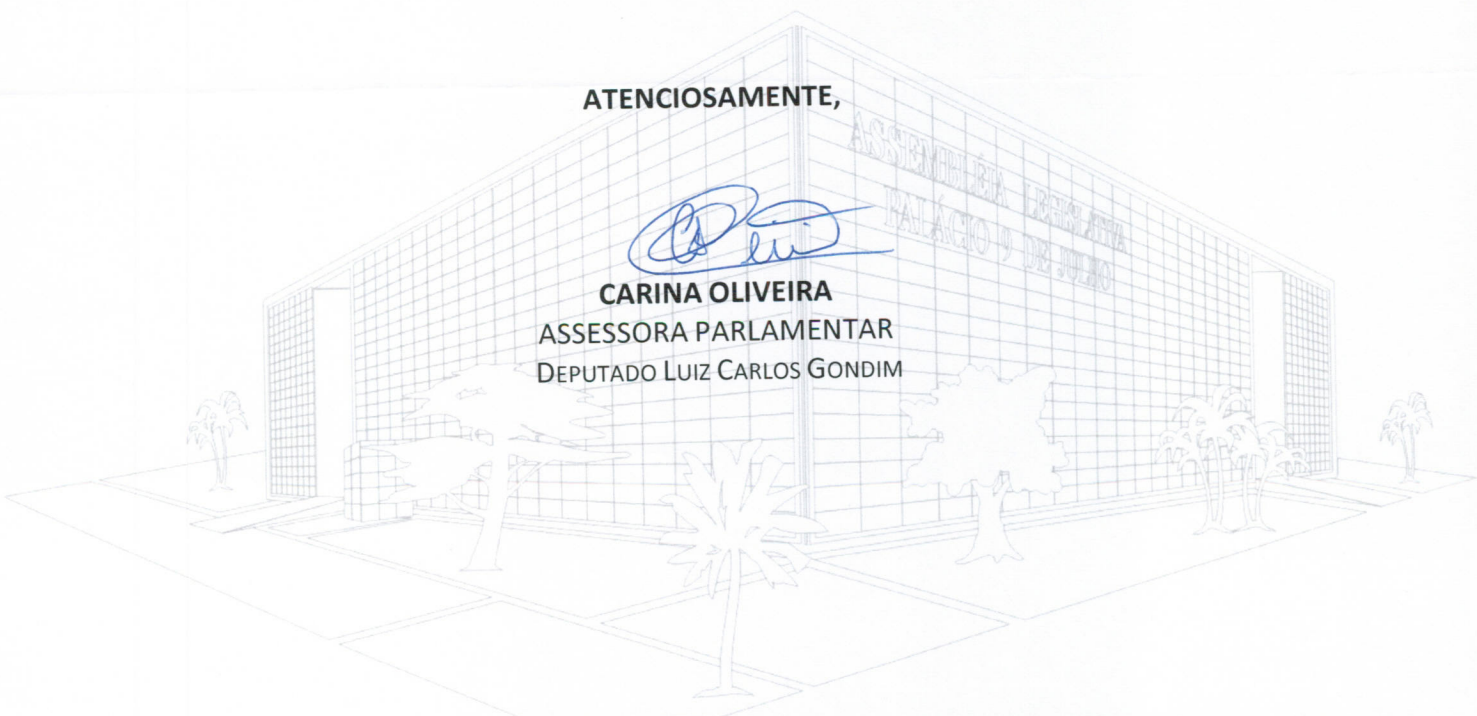 ATENCIOSAMENTE,
ASSEMBLÉIA LEGISLATIVA
PALÁCIO 9 DE JULHO
CARINA OLIVEIRA
ASSESSORA PARLAMENTAR
DEPUTADO LUIZ CARLOS GONDIM